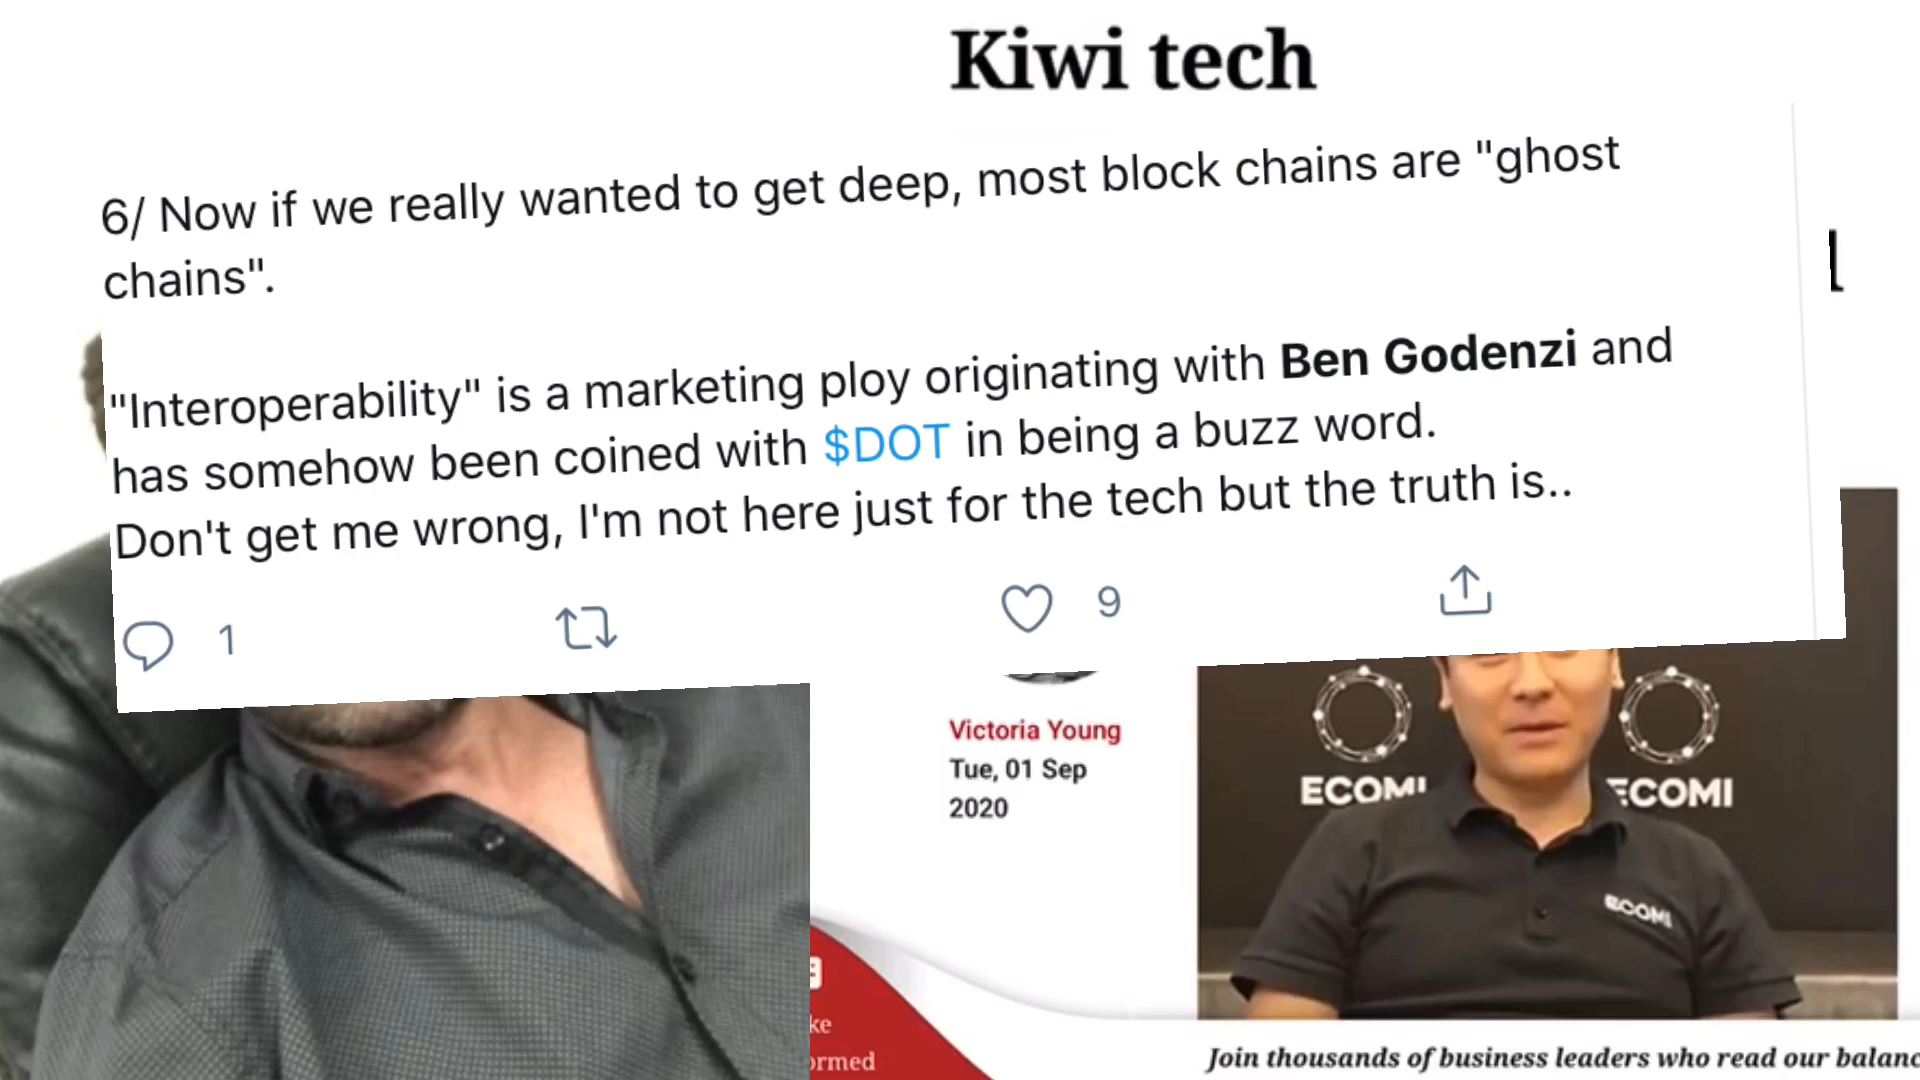 Kiwi tech
6/ Now if we really wanted to get deep, most block chains are "ghost
chains".
"Interoperability" is a marketing ploy originating with Ben Godenzi and
has somehow been coined with $DOT in being a buzz word.
Don't get me wrong, I'm not here just for the tech but the truth is..
1
9
Victoria Young
Tue, 01 Sep
2020
ECOMI
ECOMI
ECOMI
ke
ormed
Join thousands of business leaders who read our balanc